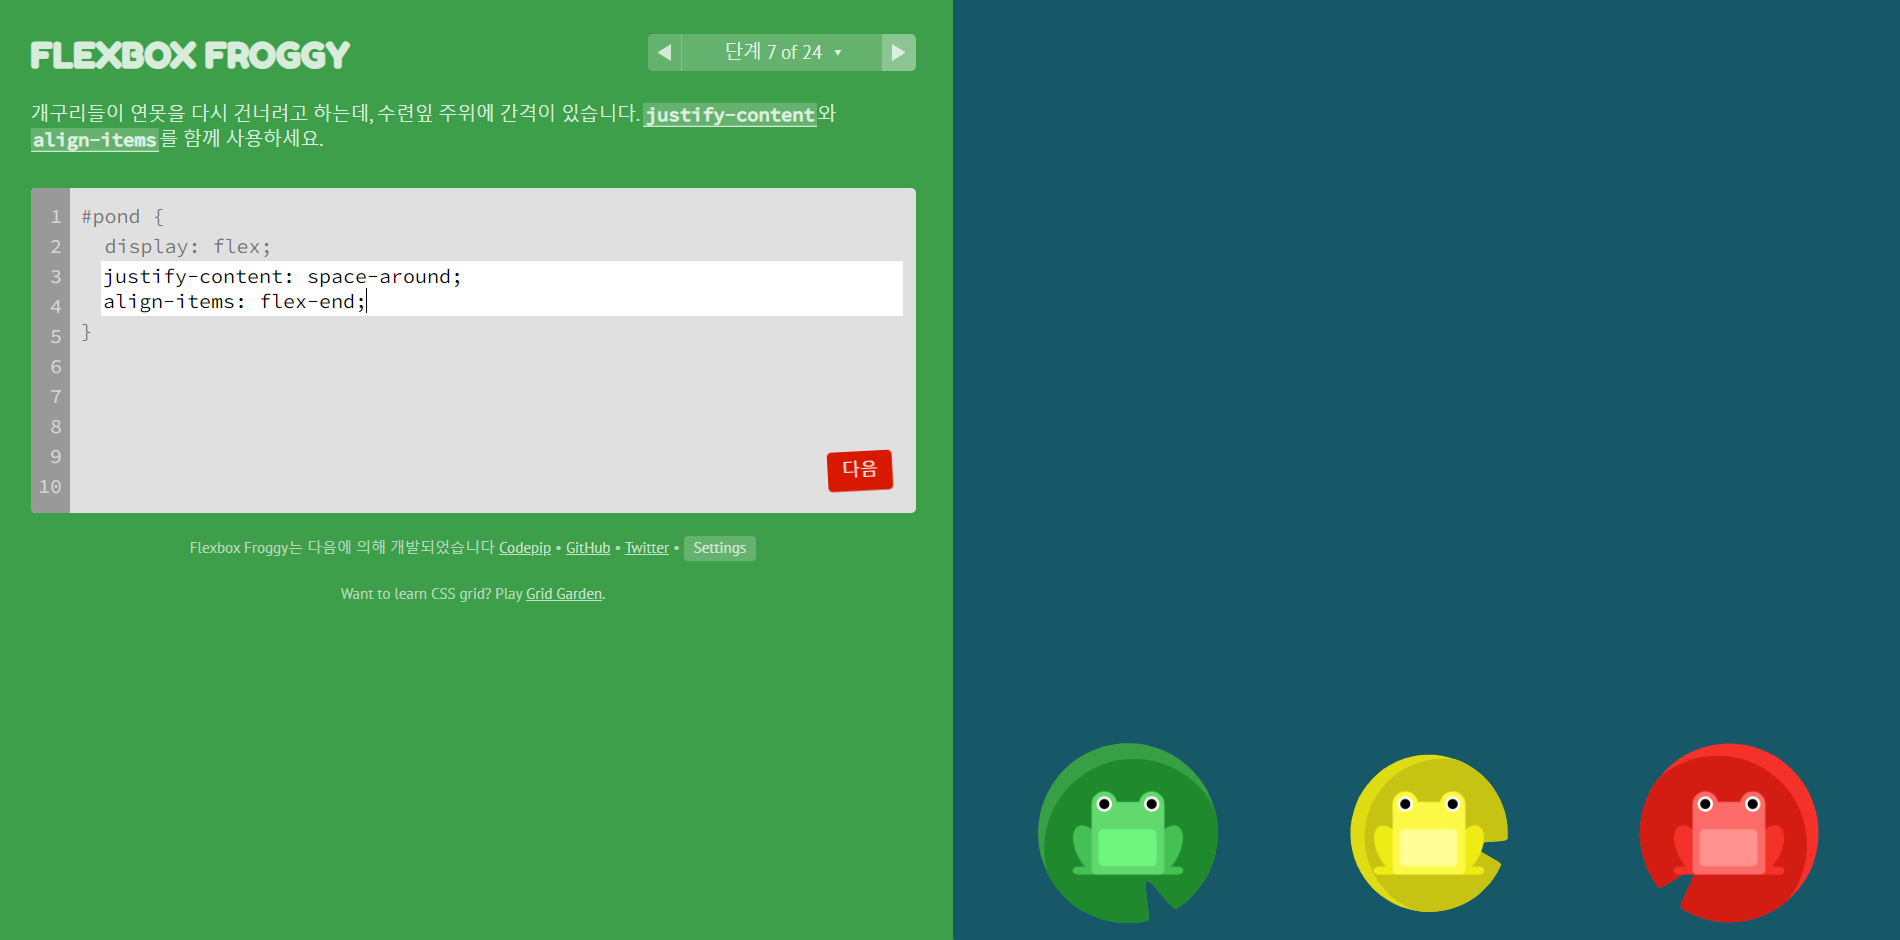 FLEXBOX FROGGY
단계 7 of 24 ▼
개구리들이 연못을 다시 건너려고 하는데, 수련잎 주위에 간격이 있습니다. justify-content와
align-items를 함께 사용하세요.
1 #pond {
2 display: flex;
3 justify-content: space-around;
4 align-items: flex-end;
5 }
6
7
8
9
10
다음
Flexbox Froggy는 다음에 의해 개발되었습니다 Codepip • GitHub • Twitter • Settings
Want to learn CSS grid? Play Grid Garden.